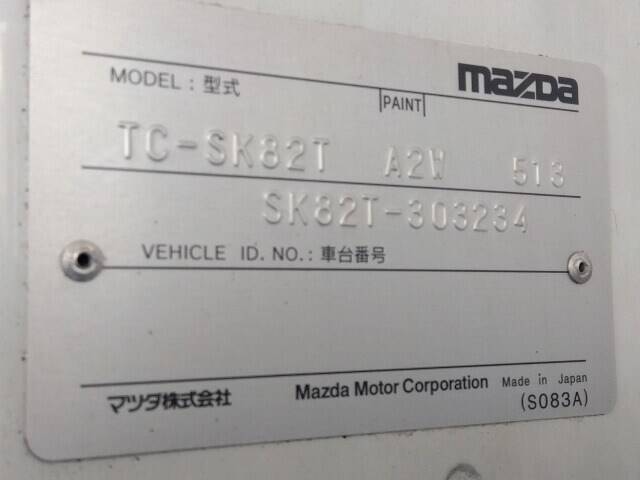 mazda
MODEL : 型式 PAINT
TC-SK82T A2W 513
SK82T-303234
VEHICLE ID. NO. : 車台番号
マツダ株式会社 Mazda Motor Corporation Made in Japan
(S083A)